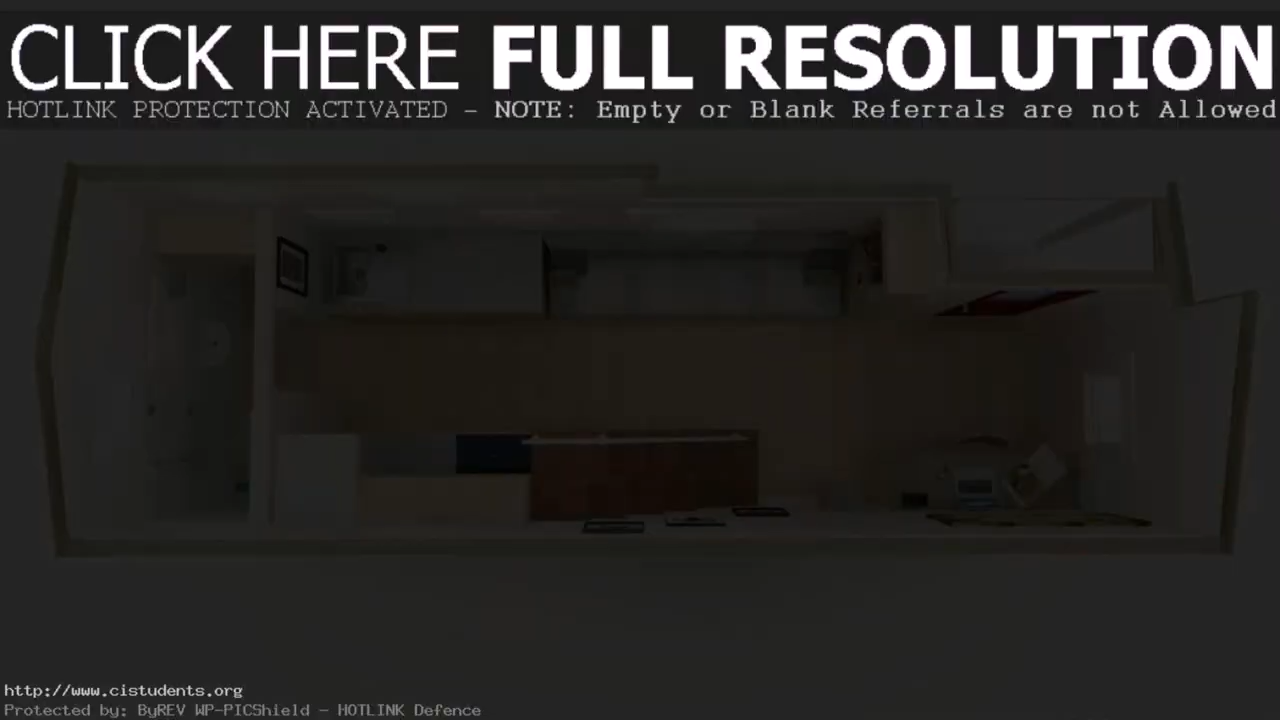 CLICK HERE FULL RESOLUTION
HOTLINK PROTECTION ACTIVATED – NOTE: Empty or Blank Referrals are not Allowed
http://www.cistudents.org
Protected by: ByREV WP-PICShield – HOTLINK Defence